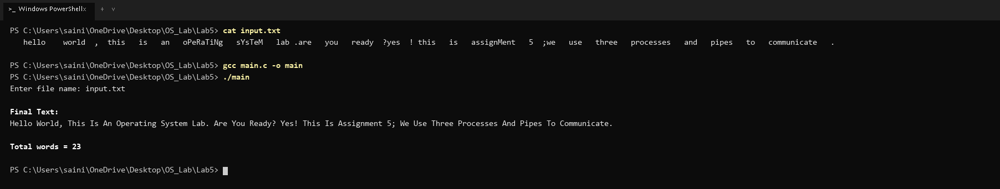 >_ Windows PowerShell x + v
PS C:\Users\saini\OneDrive\Desktop\OS_Lab\Lab5> cat input.txt
hello world , this is an oPeRaTiNg sYsTeM lab .are you ready ?yes ! this is assignMent 5 ;we use three processes and pipes to communicate .
PS C:\Users\saini\OneDrive\Desktop\OS_Lab\Lab5> gcc main.c -o main
PS C:\Users\saini\OneDrive\Desktop\OS_Lab\Lab5> ./main
Enter file name: input.txt
Final Text:
Hello World, This Is An Operating System Lab. Are You Ready? Yes! This Is Assignment 5; We Use Three Processes And Pipes To Communicate.
Total words = 23
PS C:\Users\saini\OneDrive\Desktop\OS_Lab\Lab5>